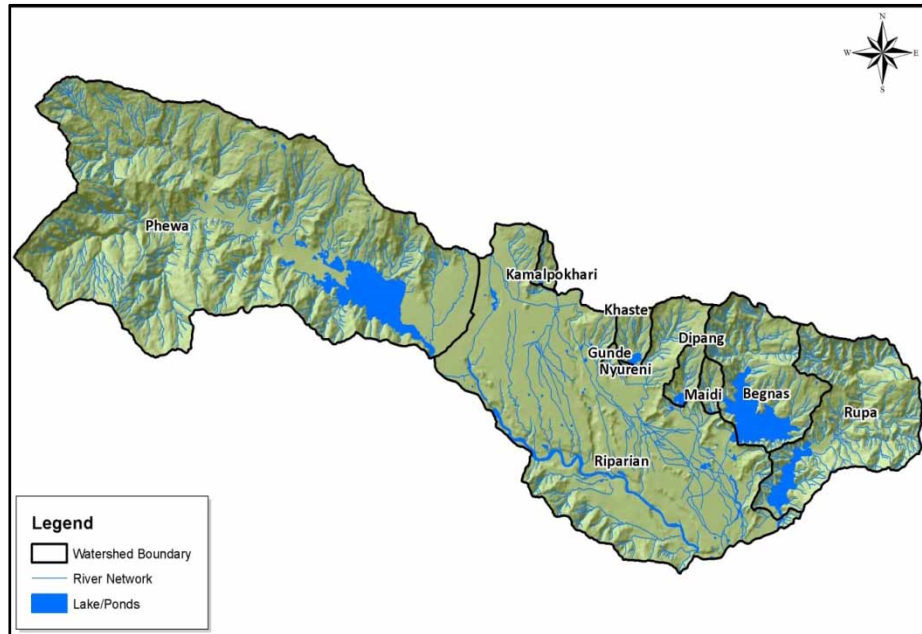 N
W
E
S
Phewa
Kamalpokhari
Khaste
Dipang
Gunde
Nyureni
Maidi
Begnas
Rupa
Riparian
Legend
Watershed Boundary
River Network
Lake/Ponds